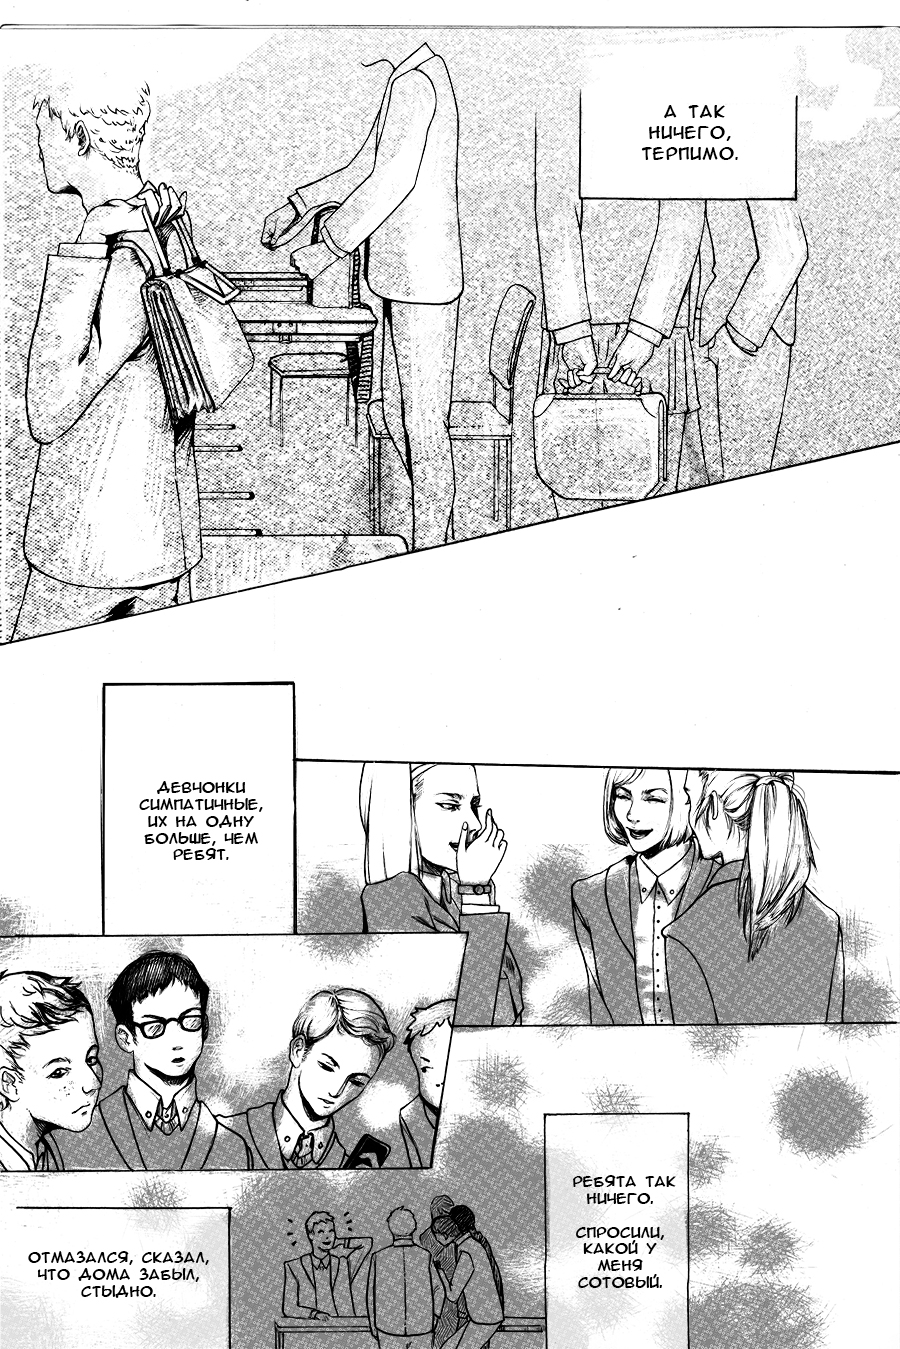 А ТАК
НИЧЕГО,
ТЕРПИМО.
ДЕВЧОНКИ
СИМПАТИЧНЫЕ,
ИХ НА ОДНУ
БОЛЬШЕ, ЧЕМ
РЕБЯТ.
РЕБЯТА ТАК
НИЧЕГО.
СПРОСИЛИ,
КАКОЙ У
МЕНЯ
СОТОВЫЙ.
ОТМАЗАЛСЯ, СКАЗАЛ,
ЧТО ДОМА ЗАБЫЛ,
СТЫДНО.